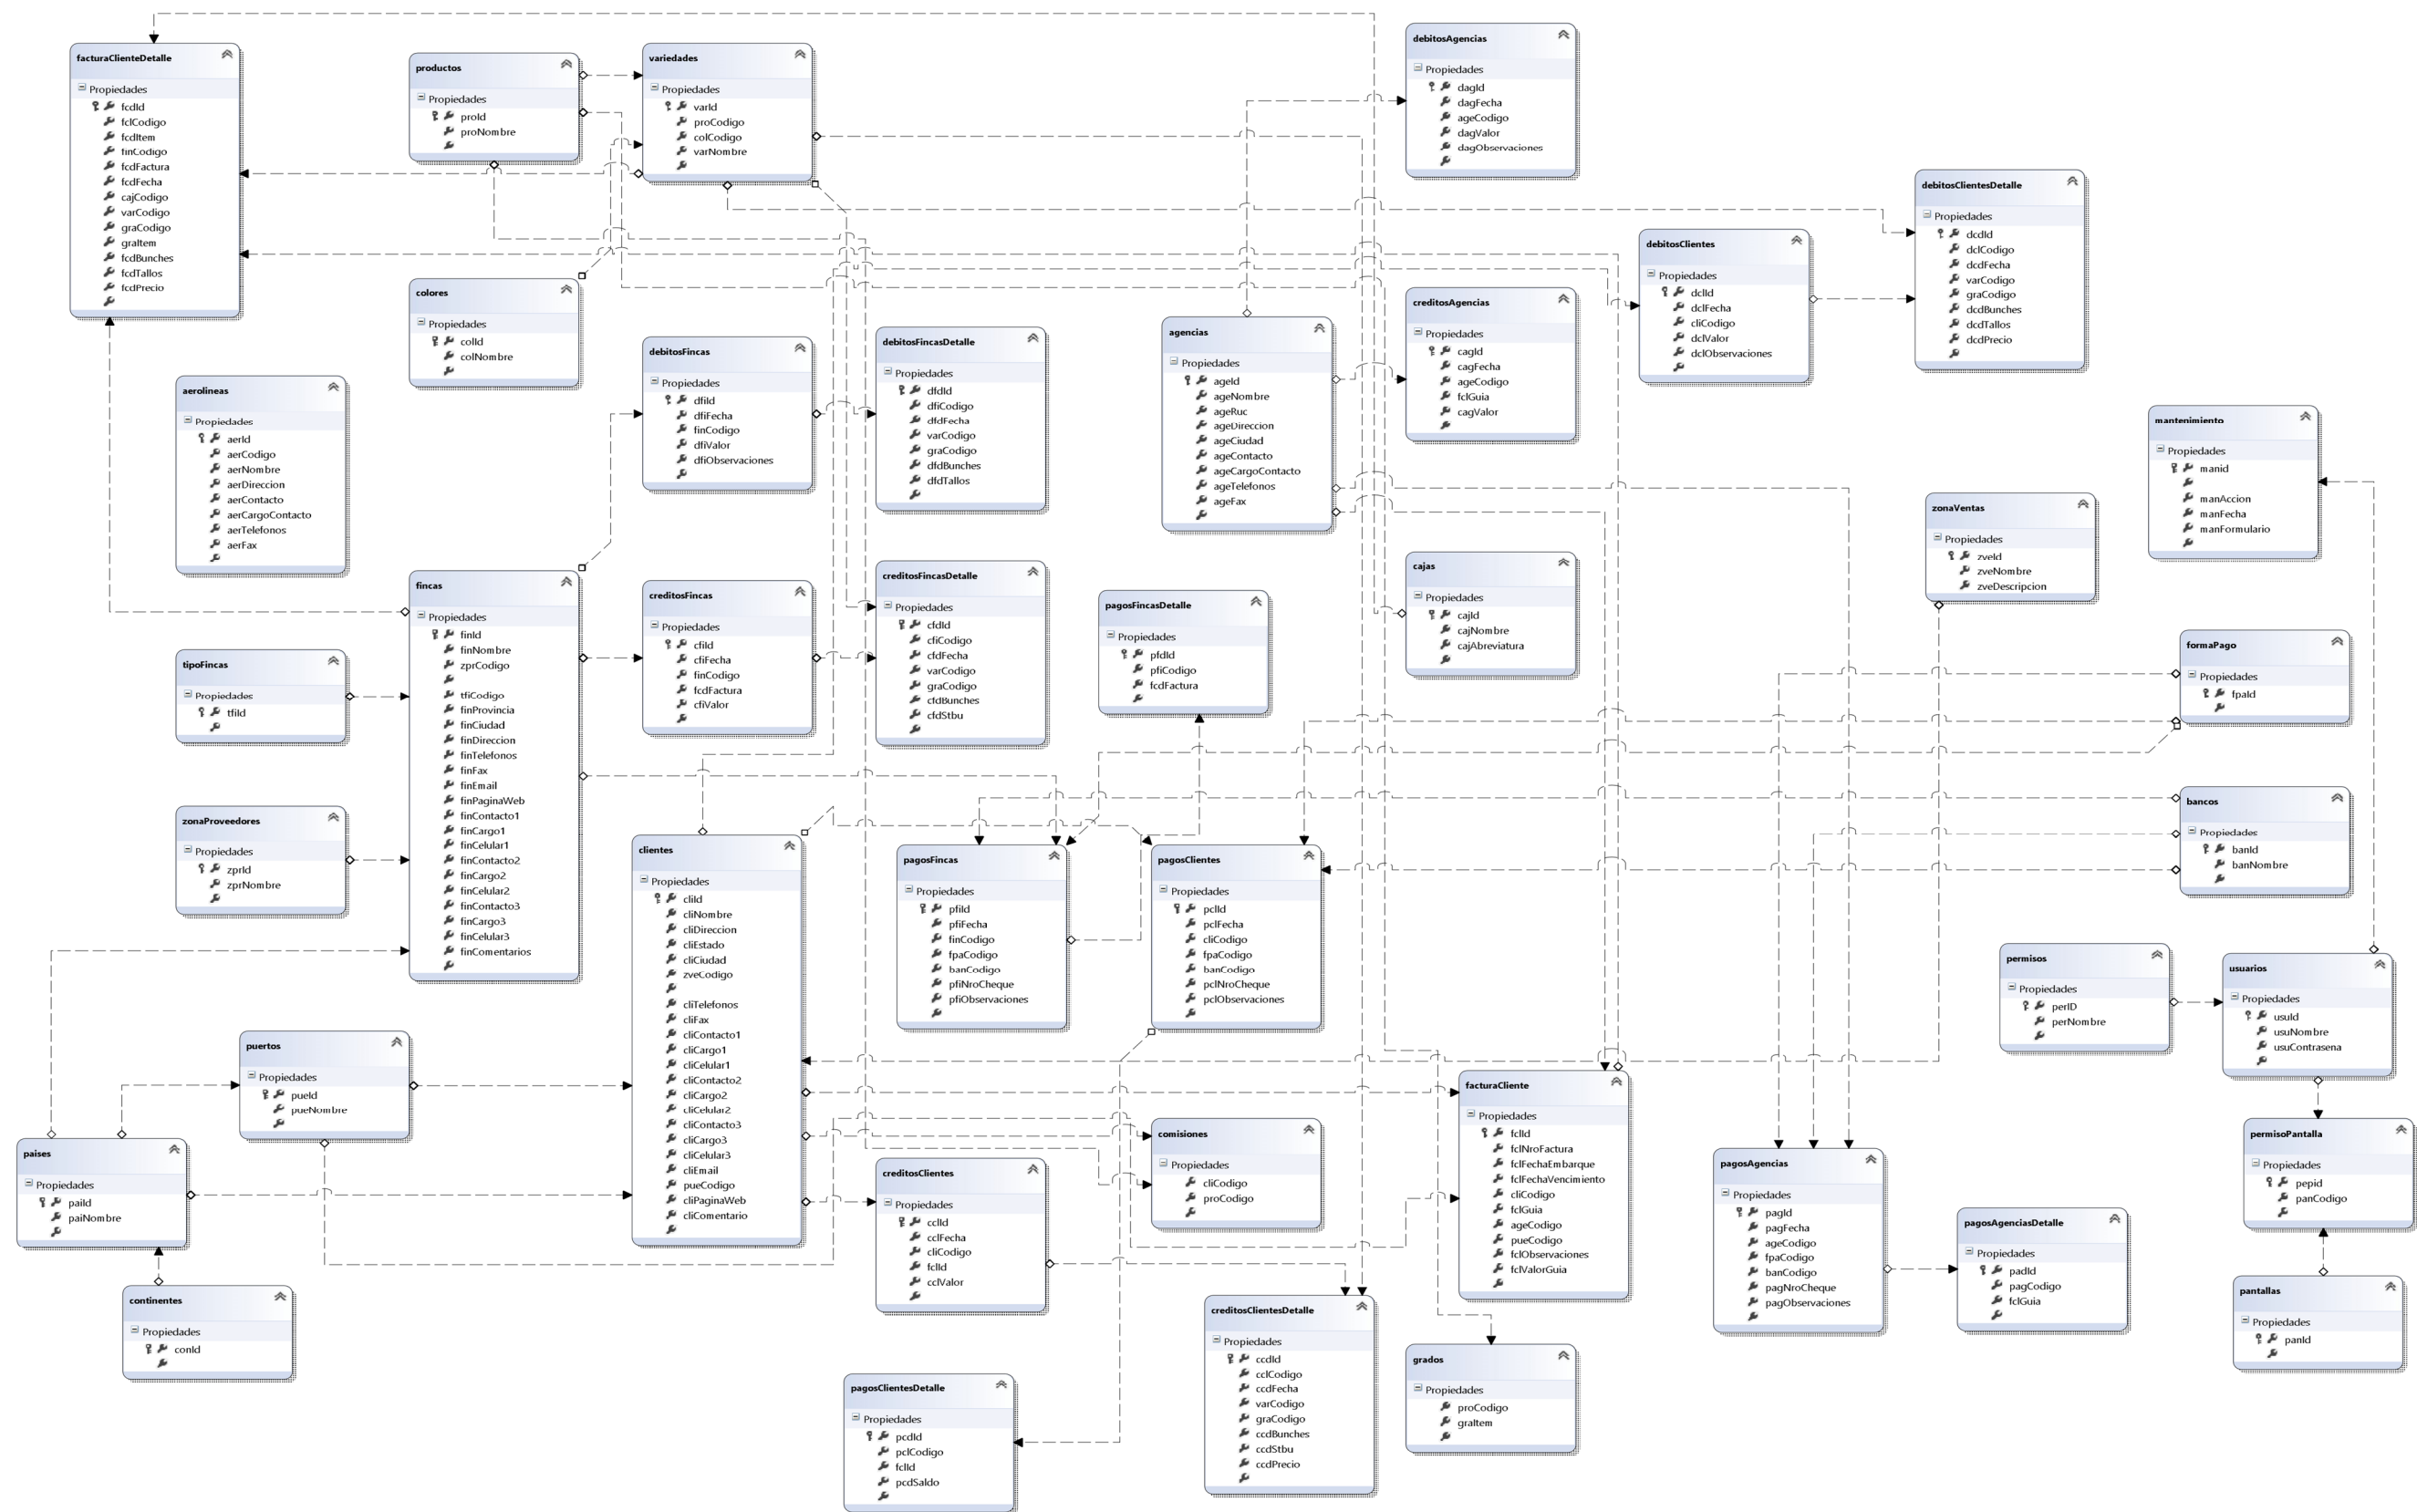 facturaClienteDetalle
Propiedades
fcdId
fclCodigo
fcdItem
finCodigo
fcdFactura
fcdFecha
cajCodigo
varCodigo
graCodigo
graItem
fcdBunches
fcdTallos
fcdPrecio
productos
Propiedades
proId
proNombre
variedades
Propiedades
varId
proCodigo
colCodigo
varNombre
debitosAgencias
Propiedades
dagId
dagFecha
ageCodigo
dagValor
dagObservaciones
debitosClientesDetalle
Propiedades
dcdId
dclCodigo
dcdFecha
varCodigo
graCodigo
dcdBunches
dcdTallos
dcdPrecio
debitosClientes
Propiedades
dclId
dclFecha
cliCodigo
dclValor
dclObservaciones
colores
Propiedades
colId
colNombre
creditosAgencias
Propiedades
cagId
cagFecha
ageCodigo
fclGuia
cagValor
agencias
Propiedades
ageId
ageNombre
ageRuc
ageDireccion
ageCiudad
ageContacto
ageCargoContacto
ageTelefonos
ageFax
debitosFincas
Propiedades
dfiId
dfiFecha
finCodigo
dfiValor
dfiObservaciones
debitosFincasDetalle
Propiedades
dfdId
dfiCodigo
dfdFecha
varCodigo
graCodigo
dfdBunches
dfdTallos
aerolineas
Propiedades
aerId
aerCodigo
aerNombre
aerDireccion
aerContacto
aerCargoContacto
aerTelefonos
aerFax
mantenimiento
Propiedades
manid
manAccion
manFecha
manFormulario
zonaVentas
Propiedades
zveId
zveNombre
zveDescripcion
fincas
Propiedades
finId
finNombre
zprCodigo
tfiCodigo
finProvincia
finCiudad
finDireccion
finTelefonos
finFax
finEmail
finPaginaWeb
finContacto1
finCargo1
finCelular1
finContacto2
finCargo2
finCelular2
finContacto3
finCargo3
finCelular3
finComentarios
creditosFincas
Propiedades
cfiId
cfiFecha
finCodigo
fcdFactura
cfiValor
creditosFincasDetalle
Propiedades
cfdId
cfiCodigo
cfdFecha
varCodigo
graCodigo
cfdBunches
cfdStbu
pagosFincasDetalle
Propiedades
pfdId
pfiCodigo
fcdFactura
cajas
Propiedades
cajId
cajNombre
cajAbreviatura
formaPago
Propiedades
fpaId
tipoFincas
Propiedades
tfiId
zonaProveedores
Propiedades
zprId
zprNombre
bancos
Propiedades
banId
banNombre
clientes
Propiedades
cliId
cliNombre
cliDireccion
cliEstado
cliCiudad
zveCodigo
cliTelefonos
cliFax
cliContacto1
cliCargo1
cliCelular1
cliContacto2
cliCargo2
cliCelular2
cliContacto3
cliCargo3
cliCelular3
cliEmail
pueCodigo
cliPaginaWeb
cliComentario
pagosFincas
Propiedades
pfiId
pfiFecha
finCodigo
fpaCodigo
banCodigo
pfiNroCheque
pfiObservaciones
pagosClientes
Propiedades
pclId
pclFecha
cliCodigo
fpaCodigo
banCodigo
pclNroCheque
pclObservaciones
permisos
Propiedades
perID
perNombre
usuarios
Propiedades
usuId
usuNombre
usuContrasena
puertos
Propiedades
pueId
pueNombre
facturaCliente
Propiedades
fclId
fclNroFactura
fclFechaEmbarque
fclFechaVencimiento
cliCodigo
fclGuia
ageCodigo
pueCodigo
fclObservaciones
fclValorGuia
comisiones
Propiedades
cliCodigo
proCodigo
permisoPantalla
Propiedades
pepid
panCodigo
paises
Propiedades
paiId
paiNombre
creditosClientes
Propiedades
cclId
cclFecha
cliCodigo
fclId
cclValor
pagosAgencias
Propiedades
pagId
pagFecha
ageCodigo
fpaCodigo
banCodigo
pagNroCheque
pagObservaciones
pagosAgenciasDetalle
Propiedades
padId
pagCodigo
fclGuia
continentes
Propiedades
conId
creditosClientesDetalle
Propiedades
ccdId
cclCodigo
ccdFecha
varCodigo
graCodigo
ccdBunches
ccdStbu
ccdPrecio
pantallas
Propiedades
panId
grados
Propiedades
proCodigo
graItem
pagosClientesDetalle
Propiedades
pcdId
pclCodigo
fclId
pcdSaldo